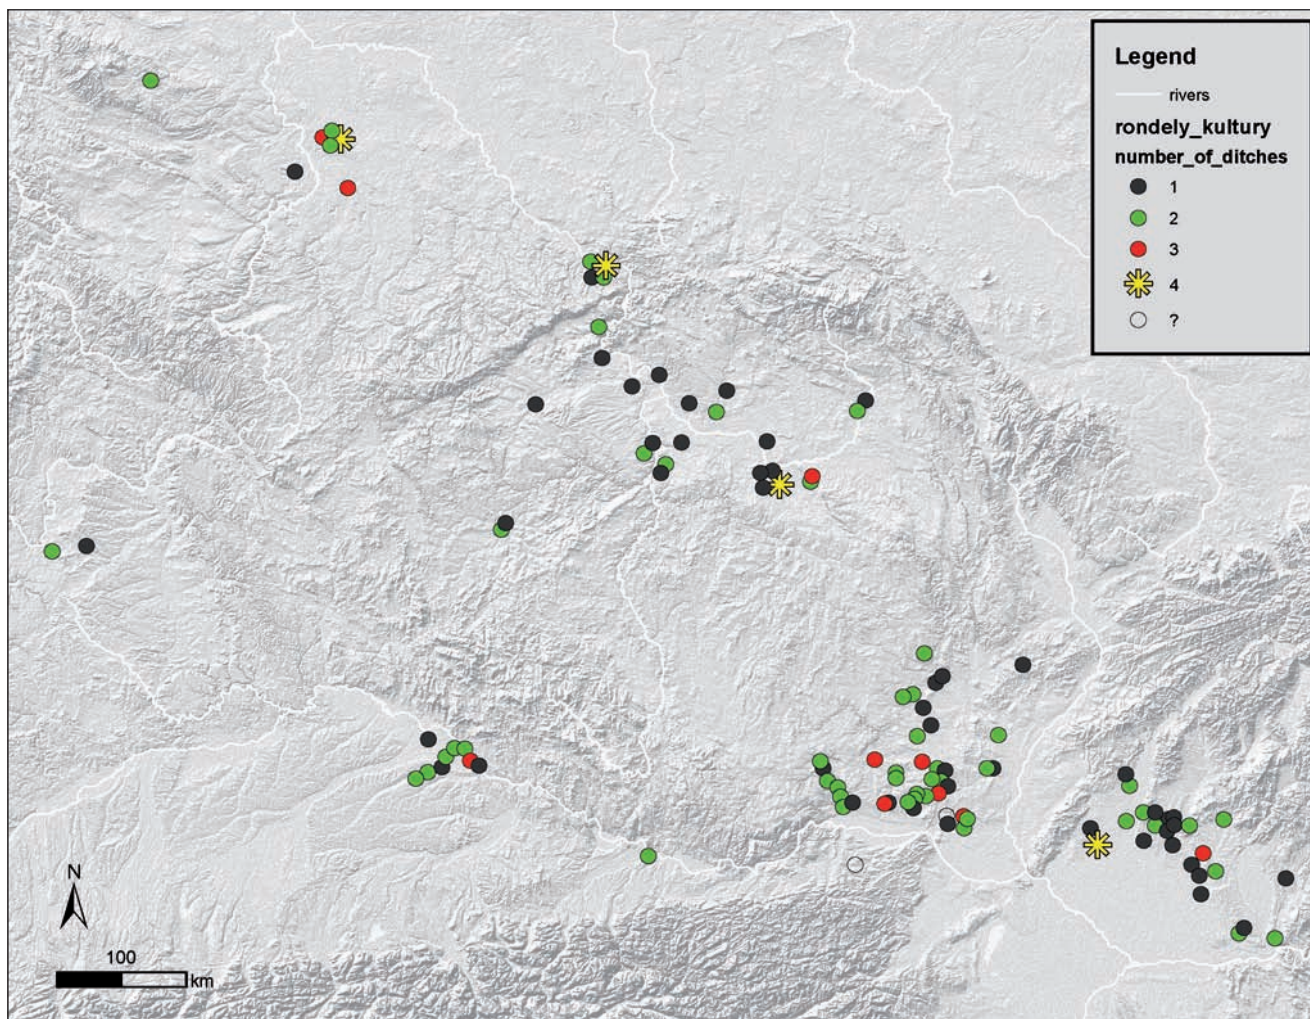 Legend
rivers
rondely_kultury
number_of_ditches
1
2
3
4
?
N
100
km